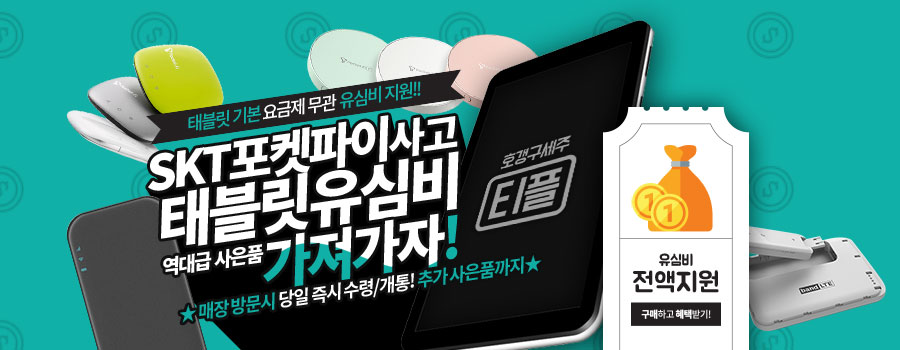 태블릿 기본 요금제 무관 유심비 지원!!
SKT포켓파이사고
태블릿유심비
역대급 사은품 가져가자!
★매장 방문시 당일 즉시 수령/개통! 추가 사은품까지★
호갱구세주
티플
1
1
유심비
전액지원
구매하고 혜택받기!
band LTE